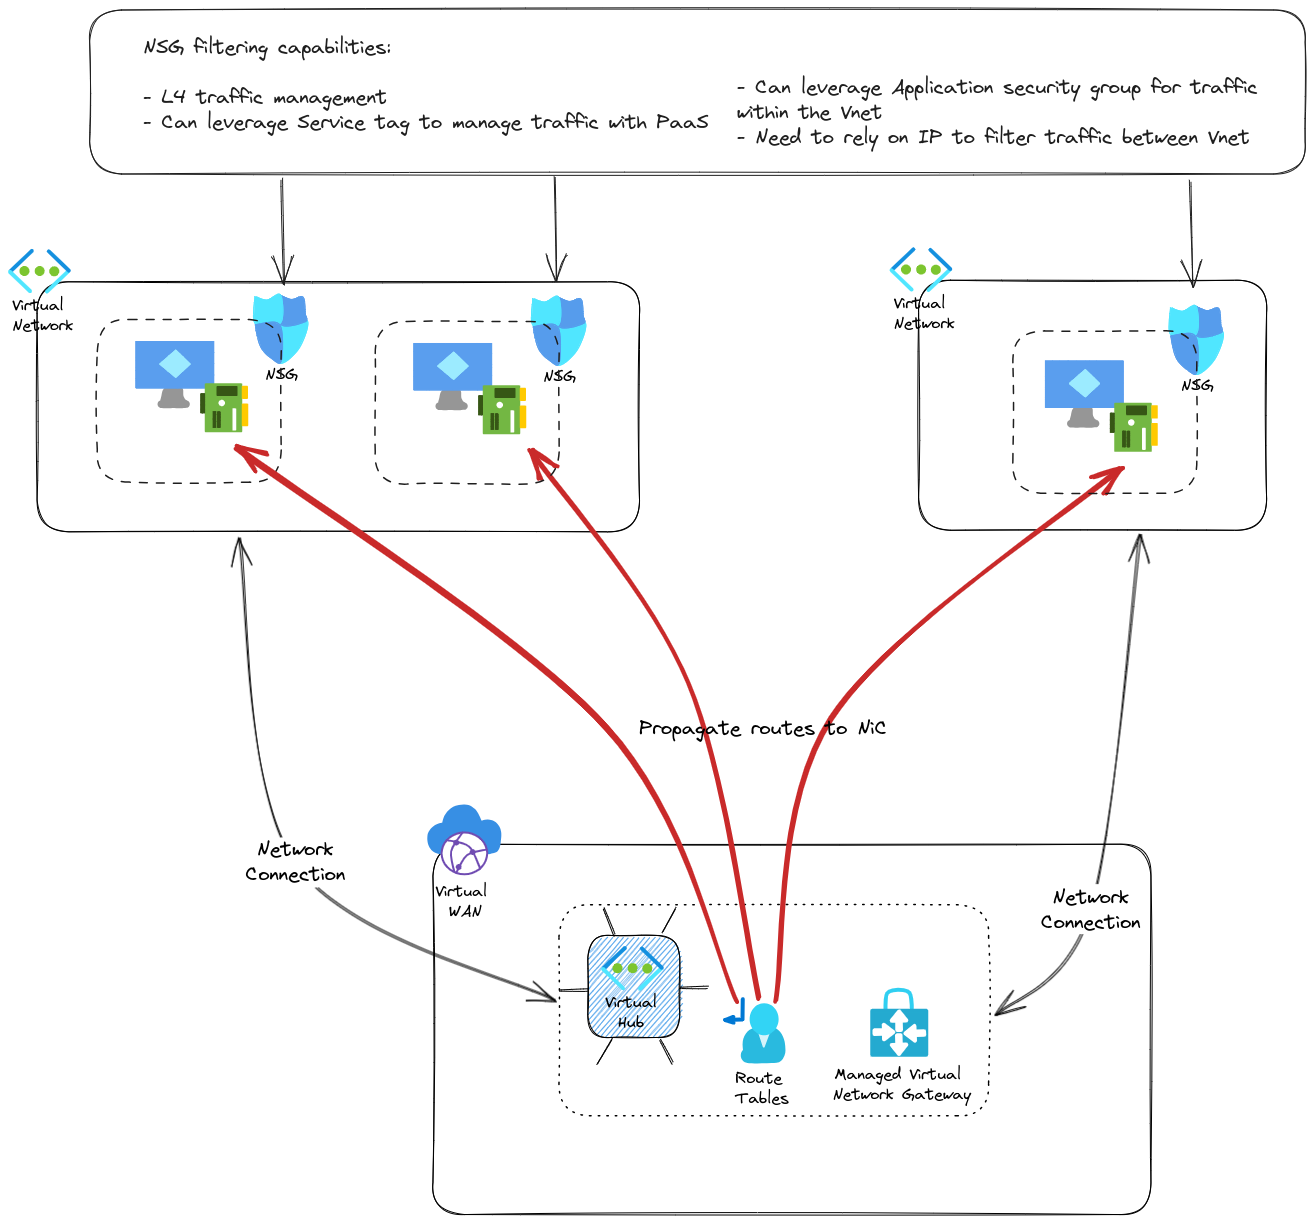 NSG filtering capabilities:
- L4 traffic management
- Can leverage Service tag to manage traffic with PaaS
- Can leverage Application security group for traffic
within the Vnet
- Need to rely on IP to filter traffic between Vnet
Virtual
Network
NSG
NSG
Virtual
Network
NSG
Propagate routes to NiC
Network
Connection
Network
Connection
Virtual
WAN
Virtual
Hub
Route
Tables
Managed Virtual
Network Gateway